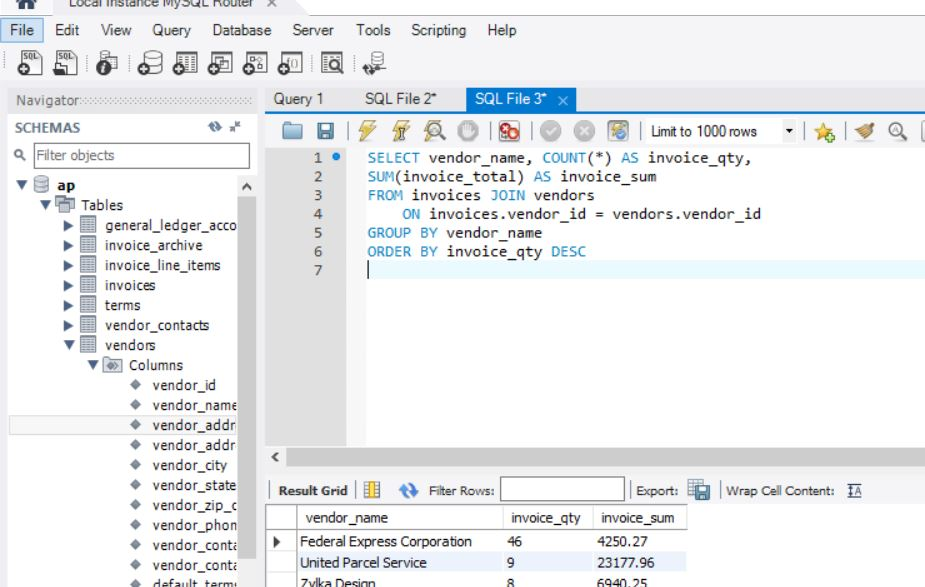 Local Instance MySQL Router
File Edit View Query Database Server Tools Scripting Help
Navigator
SCHEMAS
Filter objects
ap
Tables
general_ledger_acco
invoice_archive
invoice_line_items
invoices
terms
vendor_contacts
vendors
Columns
vendor_id
vendor_name
vendor_addr
vendor_addr
vendor_city
vendor_state
vendor_zip_c
vendor_phon
vendor_conta
vendor_conta
default_terms
Query 1 SQL File 2* SQL File 3*
Limit to 1000 rows
1 SELECT vendor_name, COUNT(*) AS invoice_qty,
2 SUM(invoice_total) AS invoice_sum
3 FROM invoices JOIN vendors
4 ON invoices.vendor_id = vendors.vendor_id
5 GROUP BY vendor_name
6 ORDER BY invoice_qty DESC
7
Result Grid Filter Rows: Export: Wrap Cell Content:
vendor_name invoice_qty invoice_sum
Federal Express Corporation 46 4250.27
United Parcel Service 9 23177.96
Zylka Design 8 6940.25